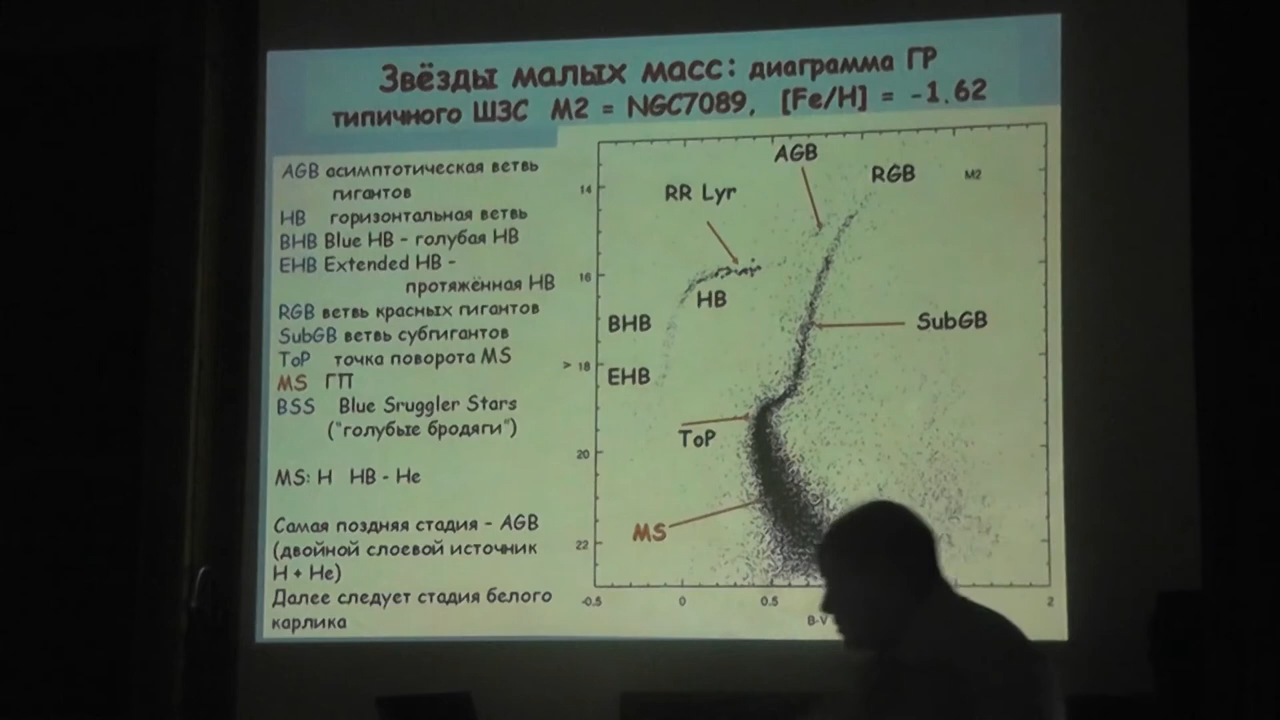 Звёзды малых масс: диаграмма ГР
типичного ШЗС М2 = NGC7089, [Fe/H] = -1.62
AGB асимптотическая ветвь
гигантов
HB горизонтальная ветвь
BHB Blue HB - голубая HB
EHB Extended HB -
протяжённая HB
RGB ветвь красных гигантов
SubGB ветвь субгигантов
ToP точка поворота MS
MS ГП
BSS Blue Sruggler Stars
("голубые бродяги")
MS: H HB - He
Самая поздняя стадия - AGB
(двойной слоевой источник
H + He)
Далее следует стадия белого
карлика
AGB
RGB
M2
RR Lyr
HB
BHB
SubGB
EHB
ToP
MS
14
16
> 18
20
22
-0.5 0 0.5 2
B-V